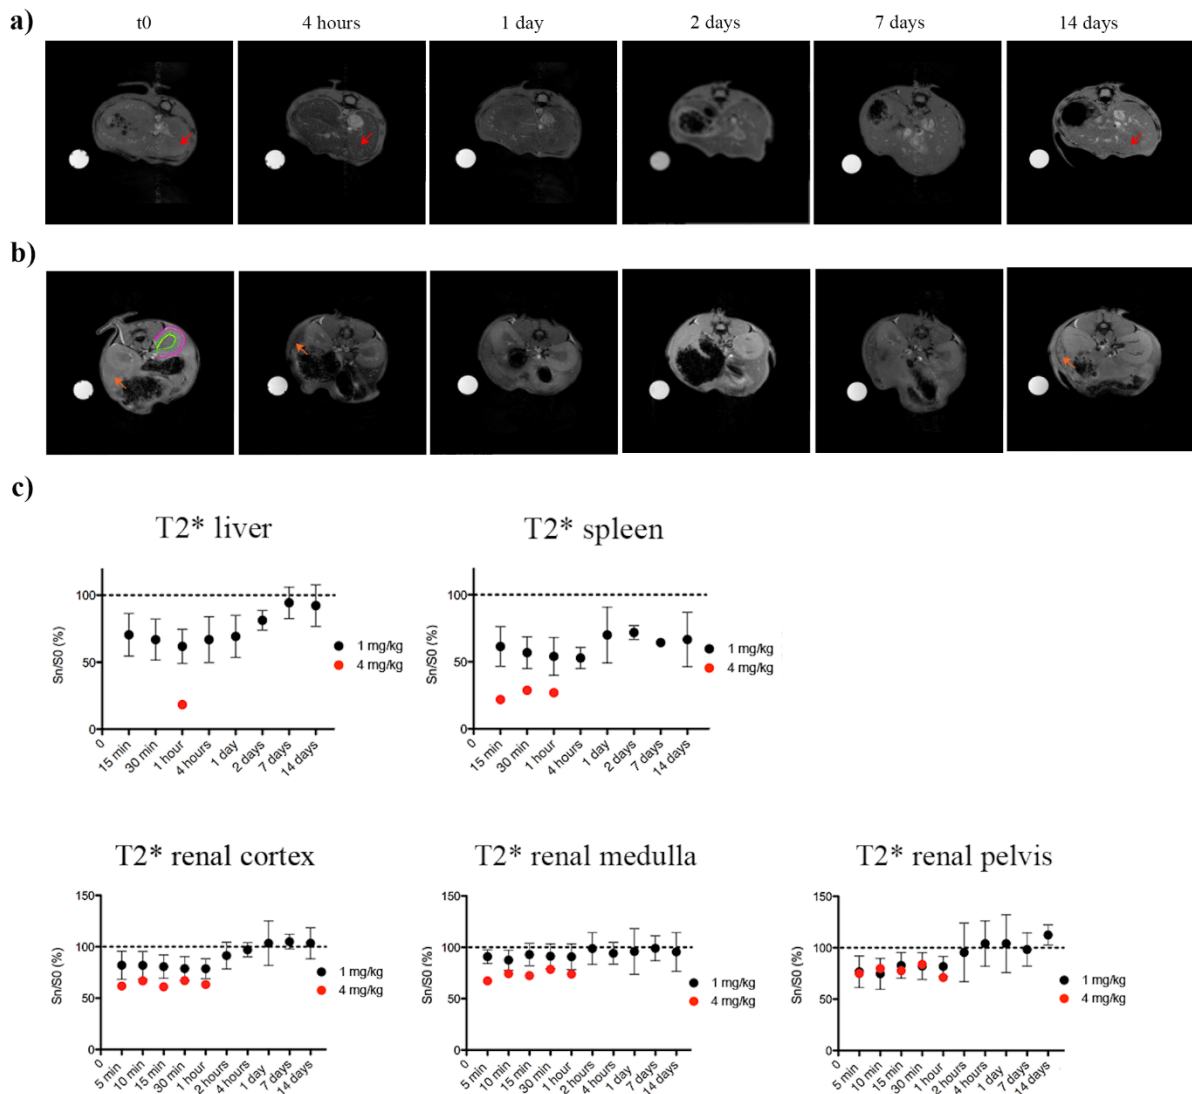 a)
t0 4 hours 1 day 2 days 7 days 14 days
b)
c)
T2* liver T2* spleen
Sn/S0 (%)
100
50
0
1 mg/kg
4 mg/kg
0 15 min 30 min 1 hour 4 hours 1 day 2 days 7 days 14 days
Sn/S0 (%)
100
50
0
1 mg/kg
4 mg/kg
0 15 min 30 min 1 hour 4 hours 1 day 2 days 7 days 14 days
T2* renal cortex T2* renal medulla T2* renal pelvis
Sn/S0 (%)
150
100
50
0
1 mg/kg
4 mg/kg
0 5 min 10 min 15 min 30 min 1 hour 2 hours 4 hours 1 day 7 days 14 days
Sn/S0 (%)
150
100
50
0
1 mg/kg
4 mg/kg
0 5 min 10 min 15 min 30 min 1 hour 2 hours 4 hours 1 day 7 days 14 days
Sn/S0 (%)
150
100
50
0
1 mg/kg
4 mg/kg
0 5 min 10 min 15 min 30 min 1 hour 2 hours 4 hours 1 day 7 days 14 days